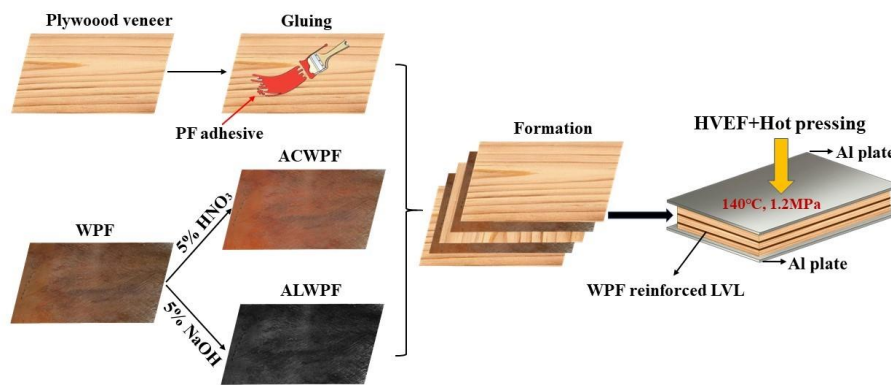 Plywoood veneer
Gluing
PF adhesive
ACWPF
WPF
5% HNO₃
5% NaOH
ALWPF
Formation
HVEF+Hot pressing
Al plate
140°C, 1.2MPa
Al plate
WPF reinforced LVL